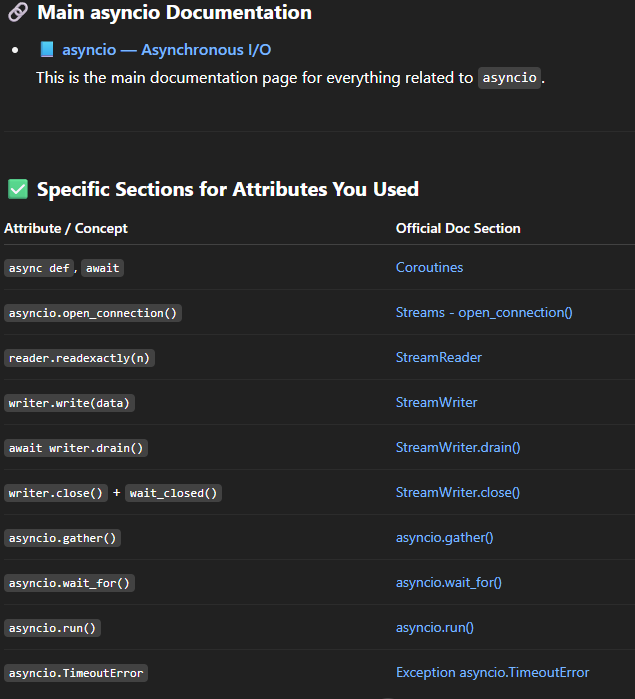 Main asyncio Documentation
asyncio — Asynchronous I/O
This is the main documentation page for everything related to asyncio.
Specific Sections for Attributes You Used
Attribute / Concept Official Doc Section
async def, await Coroutines
asyncio.open_connection() Streams - open_connection()
reader.readexactly(n) StreamReader
writer.write(data) StreamWriter
await writer.drain() StreamWriter.drain()
writer.close() + wait_closed() StreamWriter.close()
asyncio.gather() asyncio.gather()
asyncio.wait_for() asyncio.wait_for()
asyncio.run() asyncio.run()
asyncio.TimeoutError Exception asyncio.TimeoutError